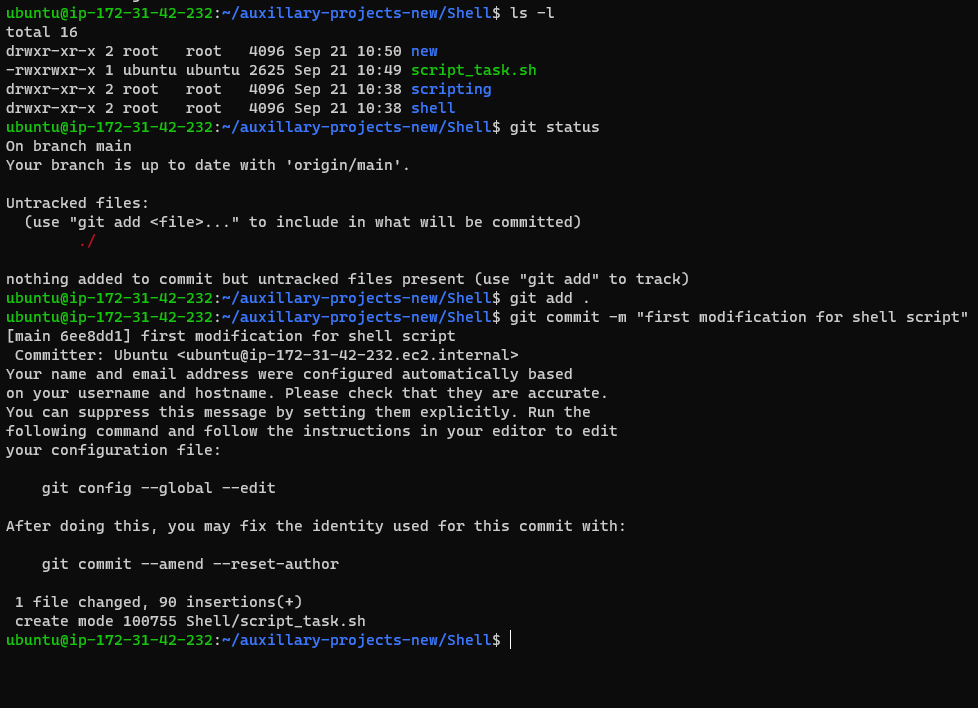 ubuntu@ip-172-31-42-232:~/auxillary-projects-new/Shell$ ls -l
total 16
drwxr-xr-x 2 root   root   4096 Sep 21 10:50 new
-rwxrwxr-x 1 ubuntu ubuntu 2625 Sep 21 10:49 script_task.sh
drwxr-xr-x 2 root   root   4096 Sep 21 10:38 scripting
drwxr-xr-x 2 root   root   4096 Sep 21 10:38 shell
ubuntu@ip-172-31-42-232:~/auxillary-projects-new/Shell$ git status
On branch main
Your branch is up to date with 'origin/main'.

Untracked files:
  (use "git add <file>..." to include in what will be committed)
        ./

nothing added to commit but untracked files present (use "git add" to track)
ubuntu@ip-172-31-42-232:~/auxillary-projects-new/Shell$ git add .
ubuntu@ip-172-31-42-232:~/auxillary-projects-new/Shell$ git commit -m "first modification for shell script"
[main 6ee8dd1] first modification for shell script
 Committer: Ubuntu <ubuntu@ip-172-31-42-232.ec2.internal>
Your name and email address were configured automatically based
on your username and hostname. Please check that they are accurate.
You can suppress this message by setting them explicitly. Run the
following command and follow the instructions in your editor to edit
your configuration file:

    git config --global --edit

After doing this, you may fix the identity used for this commit with:

    git commit --amend --reset-author

 1 file changed, 90 insertions(+)
 create mode 100755 Shell/script_task.sh
ubuntu@ip-172-31-42-232:~/auxillary-projects-new/Shell$